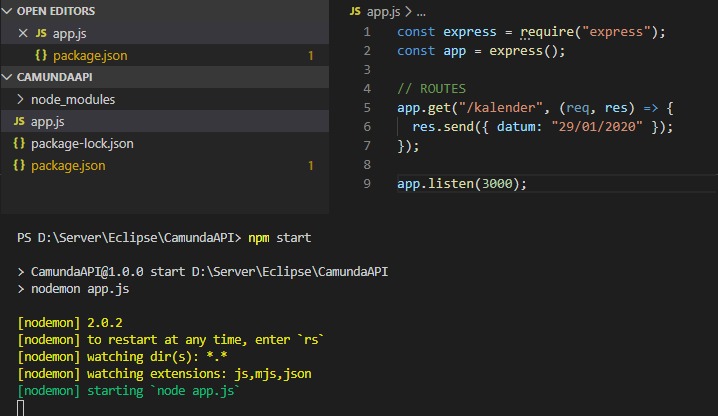 OPEN EDITORS
JS app.js
{} package.json 1
CAMUNDAAPI
node_modules
JS app.js
{} package-lock.json
{} package.json 1
JS app.js > ...
1 const express = require("express");
2 const app = express();
3
4 // ROUTES
5 app.get("/kalender", (req, res) => {
6 res.send({ datum: "29/01/2020" });
7 });
8
9 app.listen(3000);
PS D:\Server\Eclipse\CamundaAPI> npm start
> CamundaAPI@1.0.0 start D:\Server\Eclipse\CamundaAPI
> nodemon app.js
[nodemon] 2.0.2
[nodemon] to restart at any time, enter `rs`
[nodemon] watching dir(s): *.*
[nodemon] watching extensions: js,mjs,json
[nodemon] starting `node app.js`